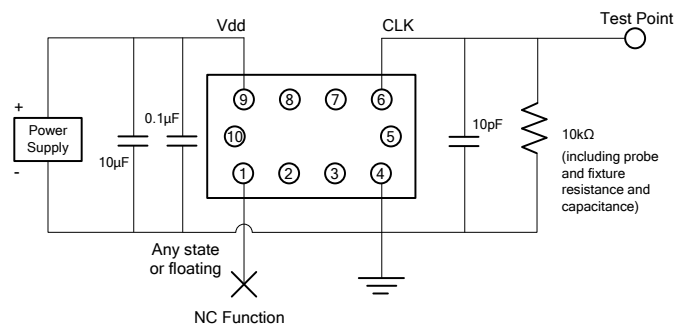 Test Point
Vdd
CLK
+
Power
Supply
-
10µF
0.1µF
9
8
7
6
10
5
1
2
3
4
10pF
10kΩ
(including probe
and fixture
resistance and
capacitance)
Any state
or floating
NC Function